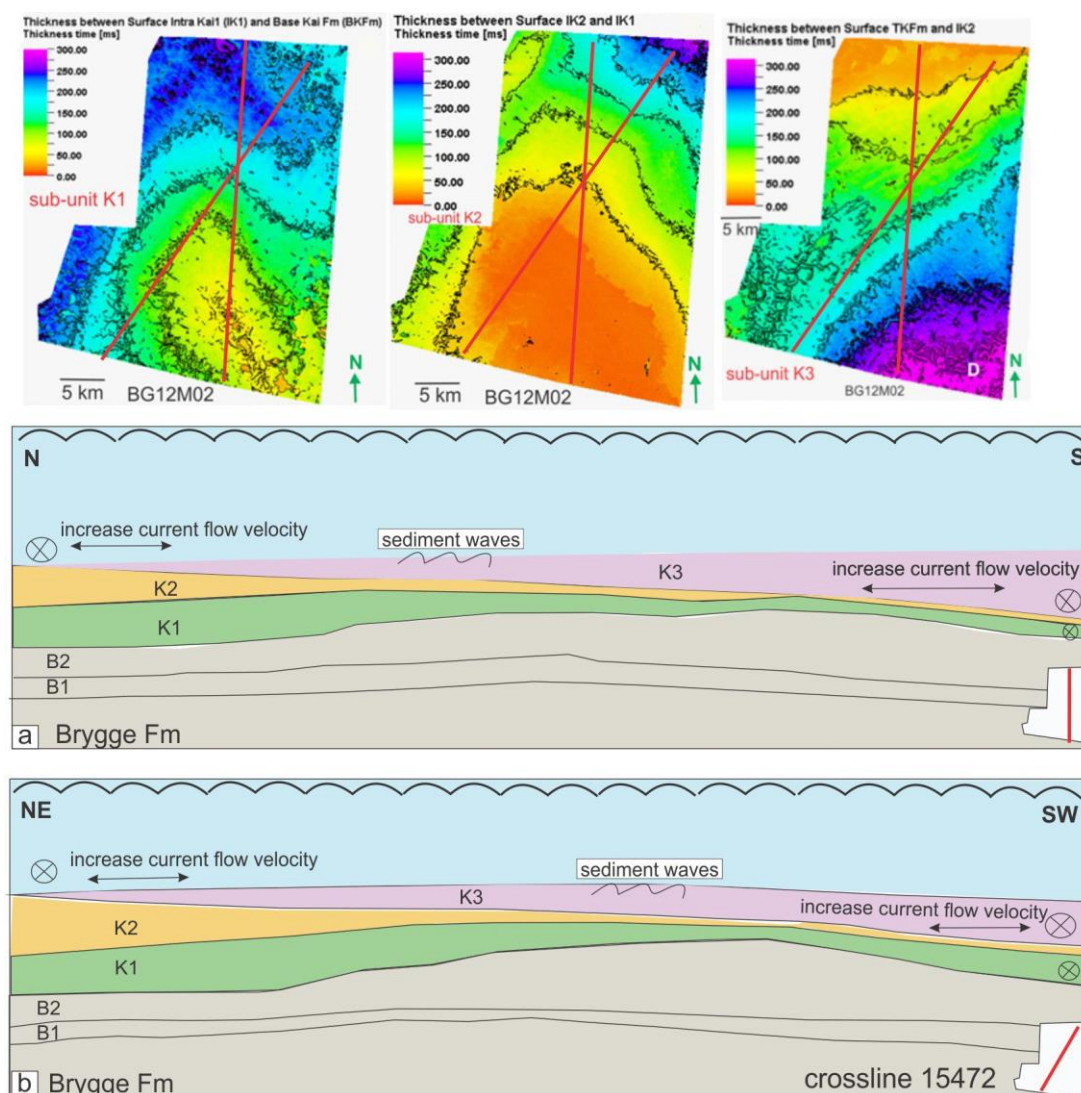 Thickness between Surface Intra Kai1 (IK1) and Base Kai Fm (BKFm)
Thickness time [ms]
300.00
250.00
200.00
150.00
100.00
50.00
0.00
sub-unit K1
5 km
BG12M02
N
Thickness between Surface IK2 and IK1
Thickness time [ms]
300.00
250.00
200.00
150.00
100.00
50.00
0.00
sub-unit K2
5 km
BG12M02
N
Thickness between Surface TKFm and IK2
Thickness time [ms]
300.00
250.00
200.00
150.00
100.00
50.00
0.00
5 km
sub-unit K3
BG12M02
D
N
N
S
increase current flow velocity
sediment waves
K3
increase current flow velocity
K2
K1
B2
B1
a Brygge Fm
NE
SW
increase current flow velocity
sediment waves
K3
increase current flow velocity
K2
K1
B2
B1
b Brygge Fm
crossline 15472